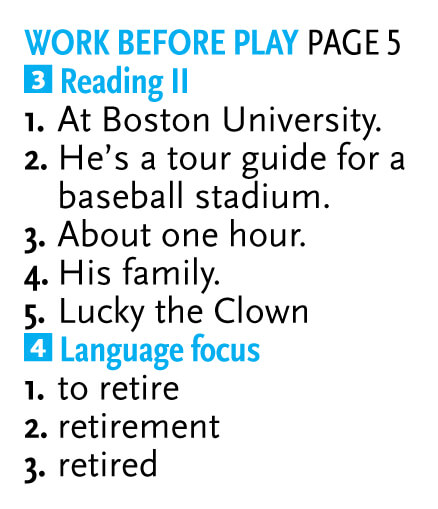 WORK BEFORE PLAY PAGE 5
3 Reading II
1. At Boston University.
2. He's a tour guide for a
baseball stadium.
3. About one hour.
4. His family.
5. Lucky the Clown
4 Language focus
1. to retire
2. retirement
3. retired